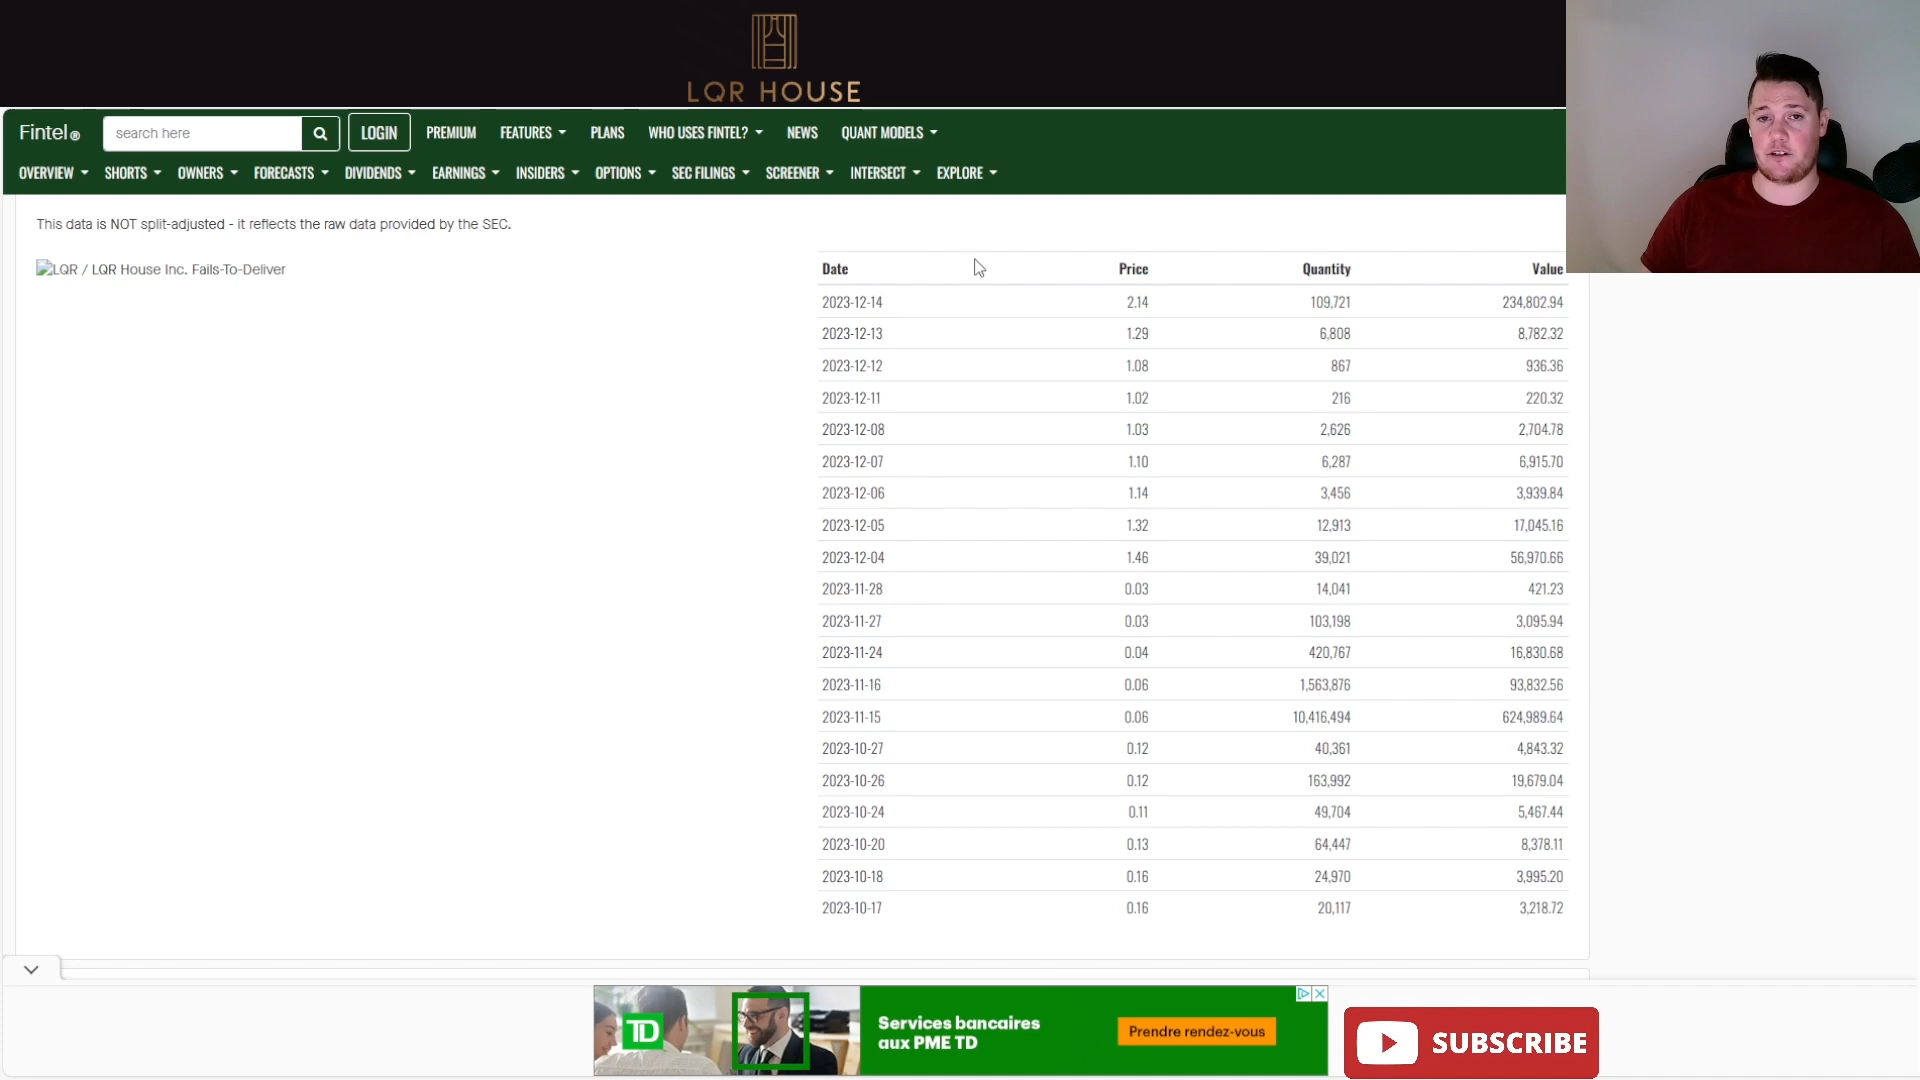 LQR HOUSE
Fintel® search here LOGIN PREMIUM FEATURES PLANS WHO USES FINTEL? NEWS QUANT MODELS
OVERVIEW SHORTS OWNERS FORECASTS DIVIDENDS EARNINGS INSIDERS OPTIONS SEC FILINGS SCREENER INTERSECT EXPLORE
This data is NOT split-adjusted - it reflects the raw data provided by the SEC.
LQR / LQR House Inc. Fails-To-Deliver
Date Price Quantity Value
2023-12-14 2.14 109,721 234,802.94
2023-12-13 1.29 6,808 8,782.32
2023-12-12 1.08 867 936.36
2023-12-11 1.02 216 220.32
2023-12-08 1.03 2,626 2,704.78
2023-12-07 1.10 6,287 6,915.70
2023-12-06 1.14 3,456 3,939.84
2023-12-05 1.32 12,913 17,045.16
2023-12-04 1.46 39,021 56,970.66
2023-11-28 0.03 14,041 421.23
2023-11-27 0.03 103,198 3,095.94
2023-11-24 0.04 420,767 16,830.68
2023-11-16 0.06 1,563,876 93,832.56
2023-11-15 0.06 10,416,494 624,989.64
2023-10-27 0.12 40,361 4,843.32
2023-10-26 0.12 163,992 19,679.04
2023-10-24 0.11 49,704 5,467.44
2023-10-20 0.13 64,447 8,378.11
2023-10-18 0.16 24,970 3,995.20
2023-10-17 0.16 20,117 3,218.72
TD
Services bancaires
aux PME TD
Prendre rendez-vous
SUBSCRIBE